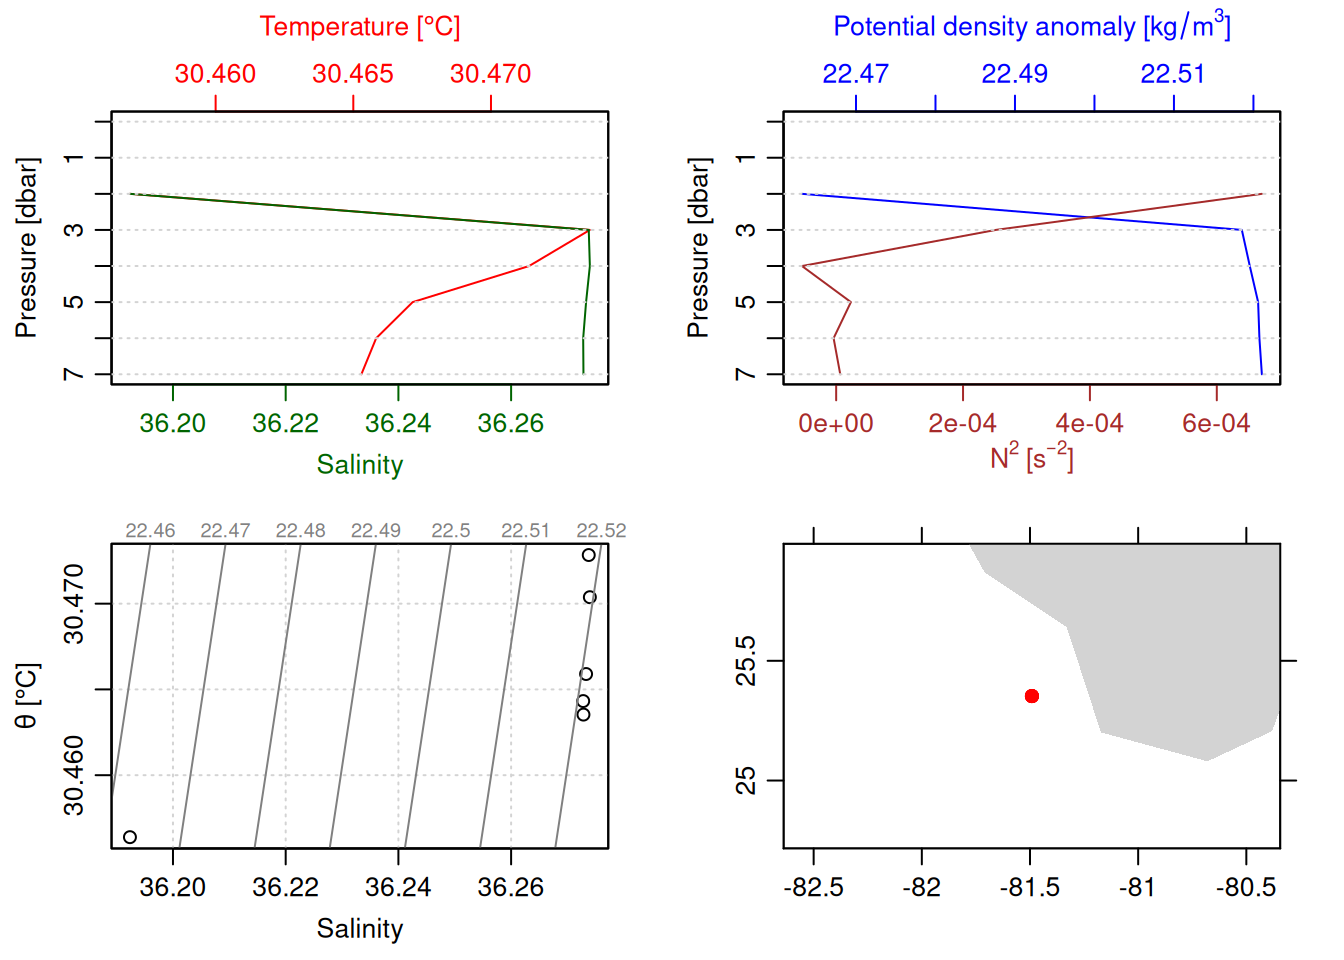 Temperature [°C]
30.460 30.465 30.470
Pressure [dbar]
1
3
5
7
36.20 36.22 36.24 36.26
Salinity
Potential density anomaly [kg/m³]
22.47 22.49 22.51
Pressure [dbar]
1
3
5
7
0e+00 2e-04 4e-04 6e-04
N² [s⁻²]
22.46 22.47 22.48 22.49 22.5 22.51 22.52
θ [°C]
30.470
30.460
36.20 36.22 36.24 36.26
Salinity
25.5
25
-82.5 -82 -81.5 -81 -80.5